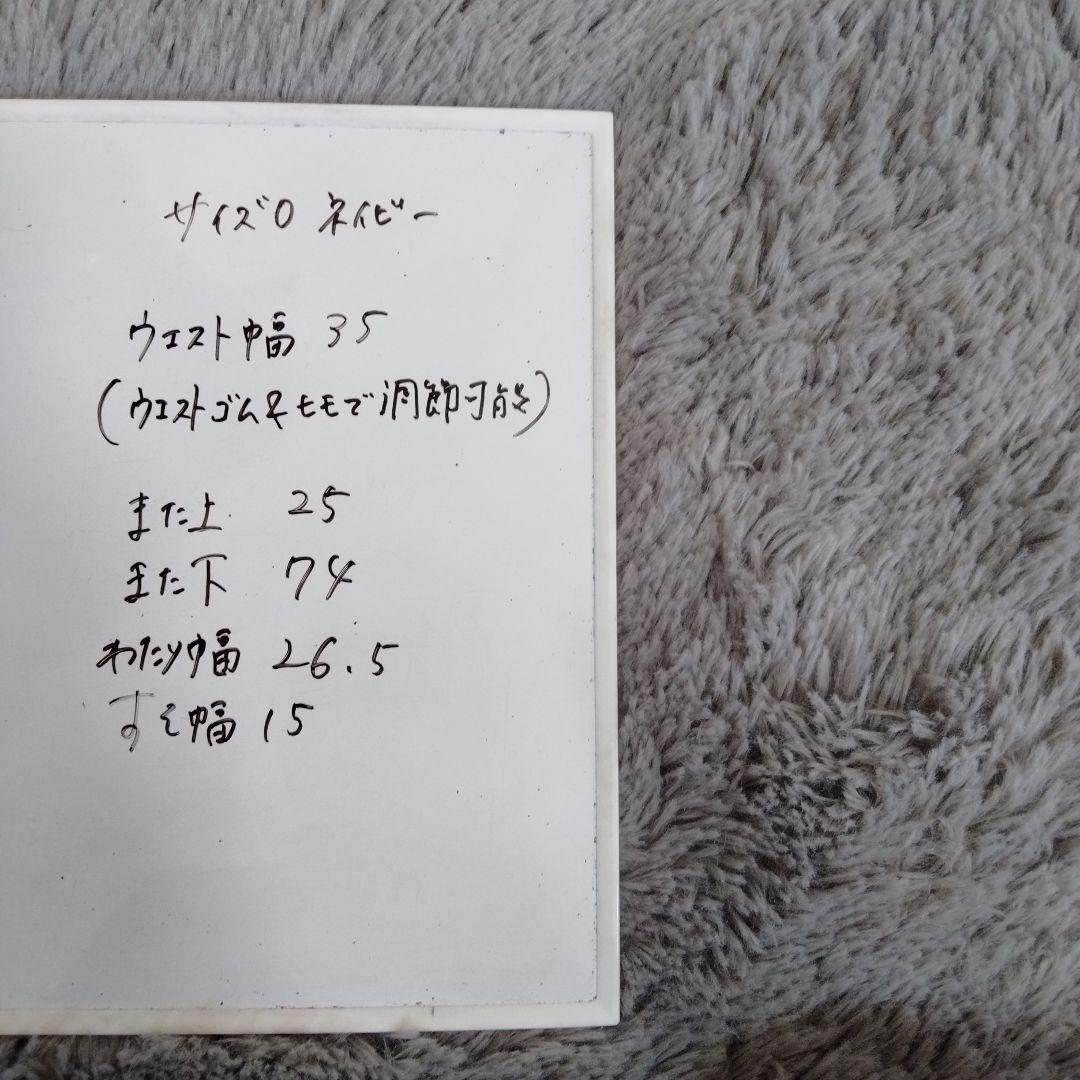 サイズ0 ネイビー
ウエスト幅 35
(ウエストゴム&ヒモで調節可能)
また上 25
また下 74
わたり幅 26.5
すそ幅 15